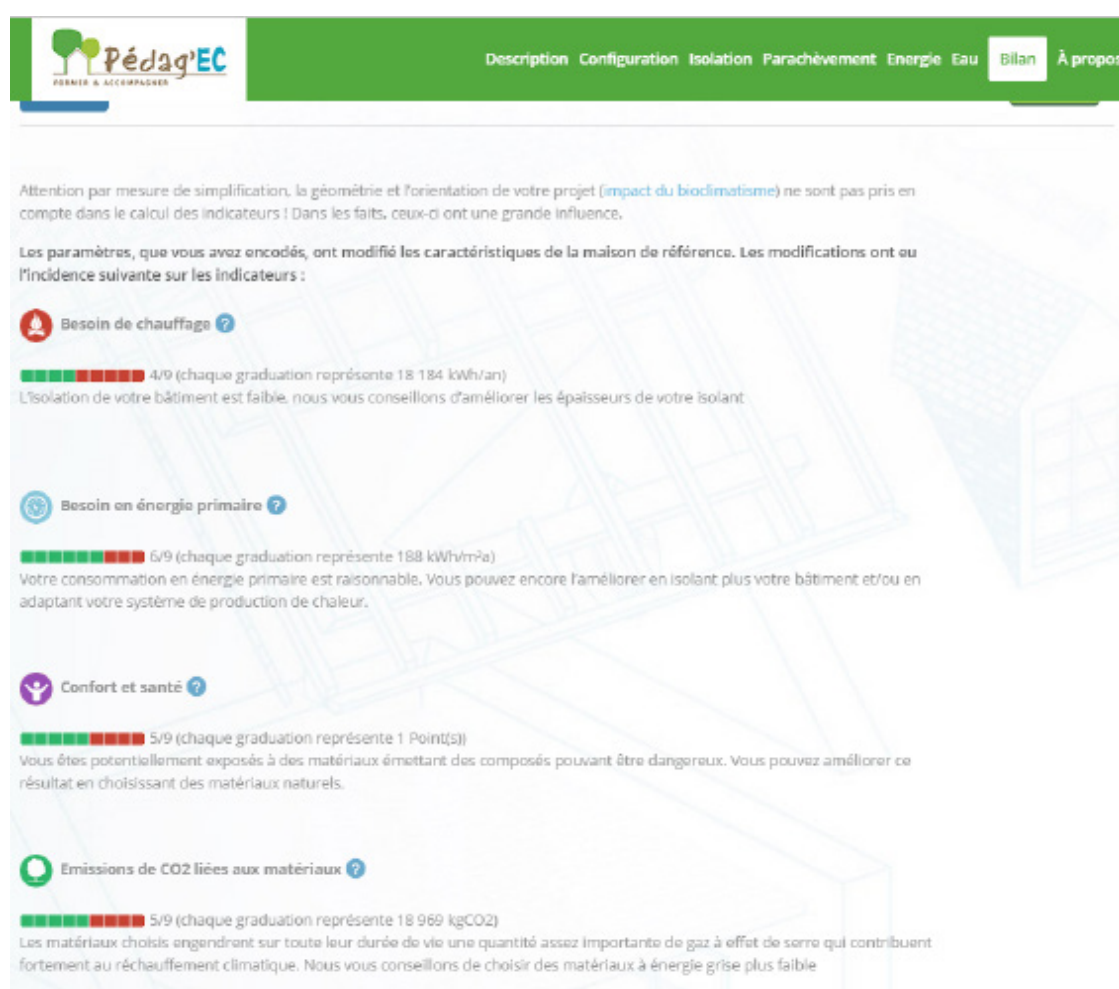 Pédag'EC
FORMER & ACCOMPAGNER
Description Configuration Isolation Parachèvement Energie Eau Bilan À propos
Attention par mesure de simplification, la géométrie et l'orientation de votre projet (impact du bioclimatisme) ne sont pas pris en
compte dans le calcul des indicateurs ! Dans les faits, ceux-ci ont une grande influence.
Les paramètres, que vous avez encodés, ont modifié les caractéristiques de la maison de référence. Les modifications ont eu
l'incidence suivante sur les indicateurs :
Besoin de chauffage ?
4/9 (chaque graduation représente 18 184 kWh/an)
L'isolation de votre bâtiment est faible, nous vous conseillons d'améliorer les épaisseurs de votre isolant
Besoin en énergie primaire ?
6/9 (chaque graduation représente 188 kWh/m²a)
Votre consommation en énergie primaire est raisonnable. Vous pouvez encore l'améliorer en isolant plus votre bâtiment et/ou en
adaptant votre système de production de chaleur.
Confort et santé ?
5/9 (chaque graduation représente 1 Point(s))
Vous êtes potentiellement exposés à des matériaux émettant des composés pouvant être dangereux. Vous pouvez améliorer ce
résultat en choisissant des matériaux naturels.
Emissions de CO2 liées aux matériaux ?
5/9 (chaque graduation représente 18 969 kgCO2)
Les matériaux choisis engendrent sur toute leur durée de vie une quantité assez importante de gaz à effet de serre qui contribuent
fortement au réchauffement climatique. Nous vous conseillons de choisir des matériaux à énergie grise plus faible